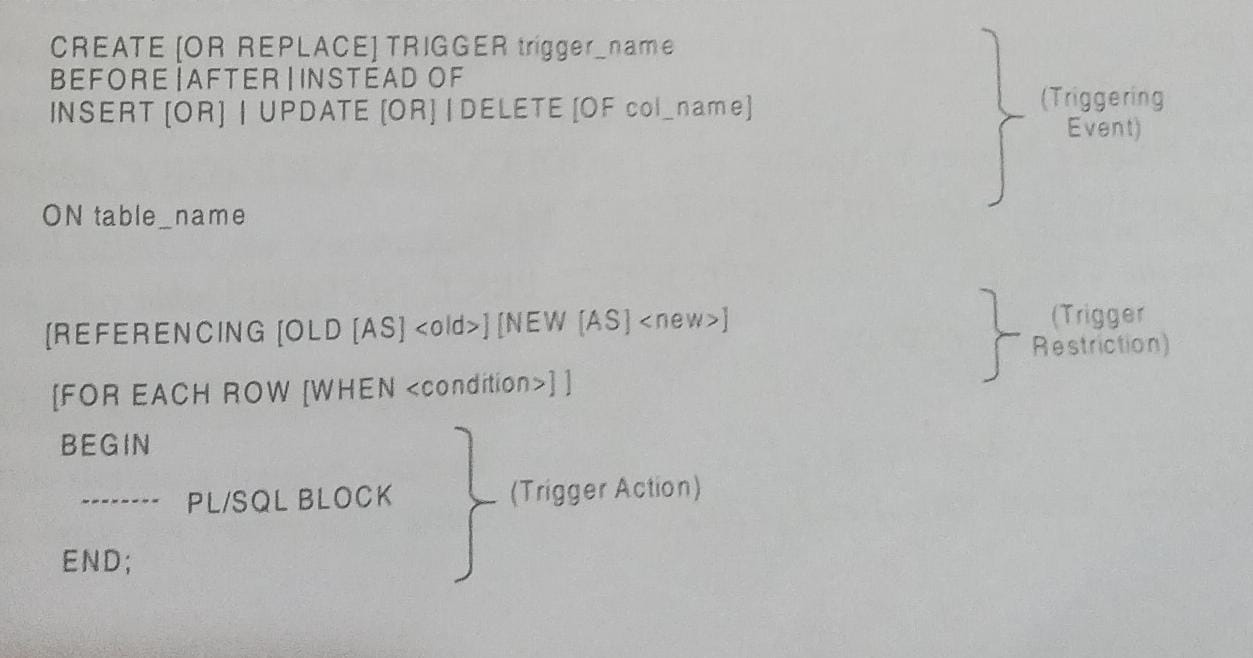 CREATE [OR REPLACE] TRIGGER trigger_name
BEFORE | AFTER | INSTEAD OF
INSERT [OR] | UPDATE [OR] | DELETE [OF col_name]
(Triggering
Event)
ON table_name
[REFERENCING [OLD [AS] <old>] [NEW [AS] <new>]
(Trigger
Restriction)
[FOR EACH ROW [WHEN <condition>] ]
BEGIN
-------- PL/SQL BLOCK
(Trigger Action)
END;